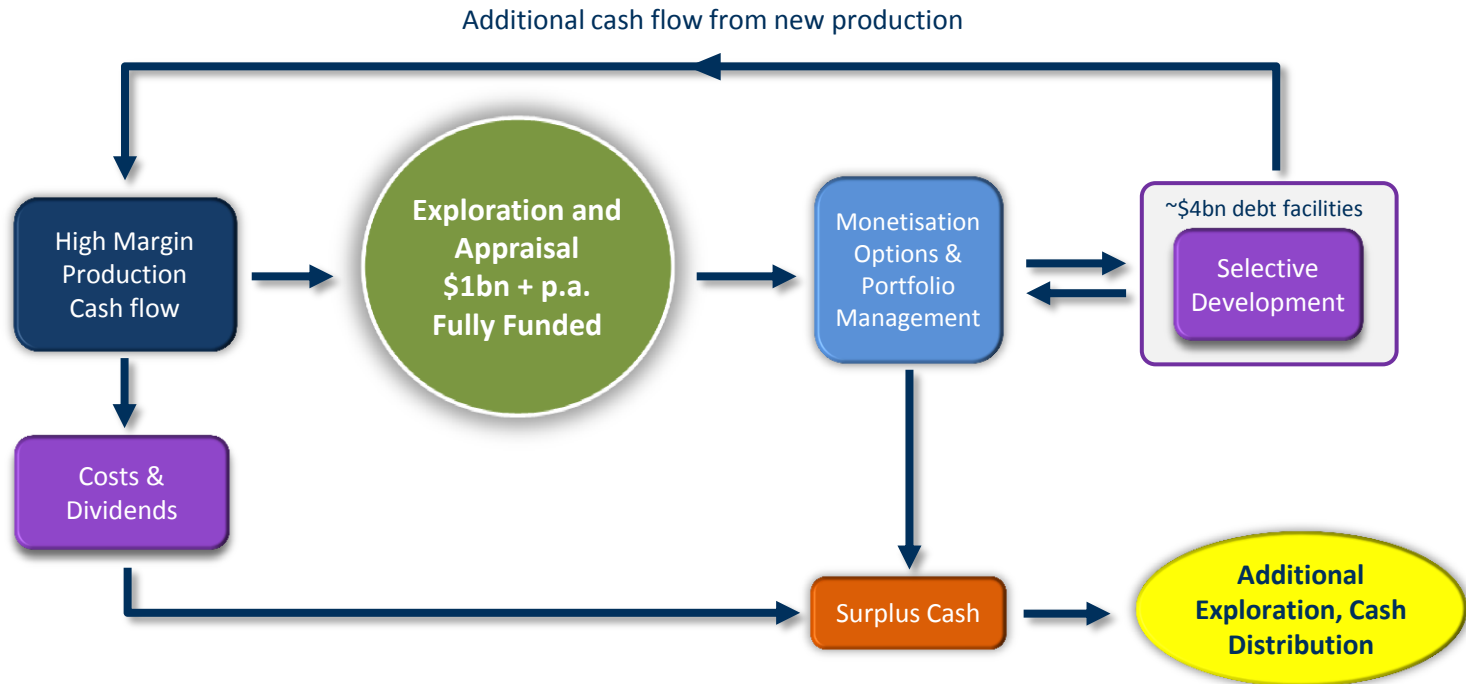 Additional cash flow from new production
High Margin
Production
Cash flow
Exploration and
Appraisal
$1bn + p.a.
Fully Funded
Monetisation
Options &
Portfolio
Management
~$4bn debt facilities
Selective
Development
Costs &
Dividends
Surplus Cash
Additional
Exploration, Cash
Distribution